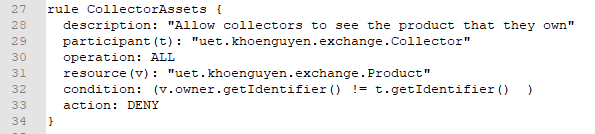 27 rule CollectorAssets {
28   description: "Allow collectors to see the product that they own"
29   participant(t): "uet.khoenguyen.exchange.Collector"
30   operation: ALL
31   resource(v): "uet.khoenguyen.exchange.Product"
32   condition: (v.owner.getIdentifier() != t.getIdentifier()  )
33   action: DENY
34 }